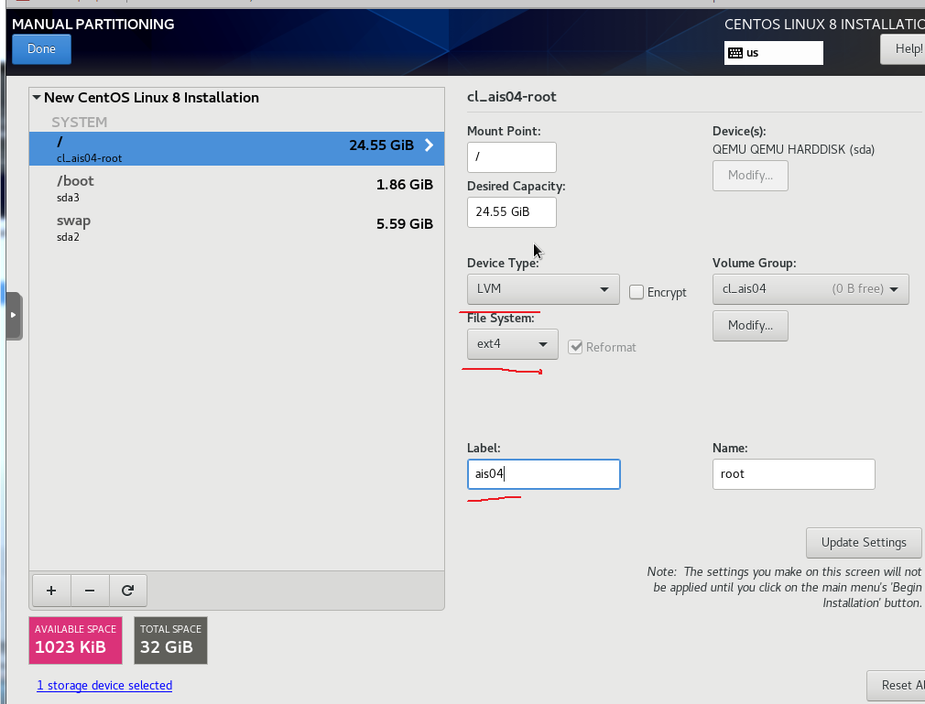 MANUAL PARTITIONING
CENTOS LINUX 8 INSTALLATIO
Done
us
Help!
New CentOS Linux 8 Installation
SYSTEM
/
24.55 GiB
cl_ais04-root
/boot
1.86 GiB
sda3
swap
5.59 GiB
sda2
cl_ais04-root
Mount Point:
/
Device(s):
QEMU QEMU HARDDISK (sda)
Modify...
Desired Capacity:
24.55 GiB
Device Type:
LVM
Encrypt
Volume Group:
cl_ais04 (0 B free)
Modify...
File System:
ext4
Reformat
Label:
ais04
Name:
root
Update Settings
Note: The settings you make on this screen will not
be applied until you click on the main menu's 'Begin
Installation' button.
+ −
AVAILABLE SPACE
1023 KiB
TOTAL SPACE
32 GiB
1 storage device selected
Reset Al